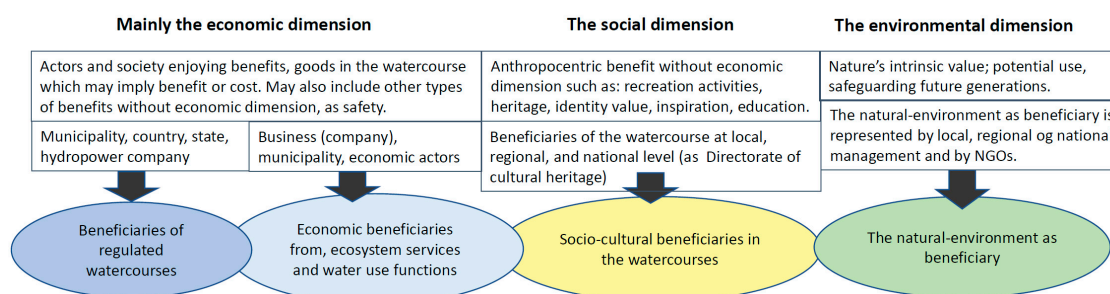 Mainly the economic dimension
The social dimension
The environmental dimension
Actors and society enjoying benefits, goods in the watercourse
which may imply benefit or cost. May also include other types
of benefits without economic dimension, as safety.
Municipality, country, state,
hydropower company
Business (company),
municipality, economic actors
Anthropocentric benefit without economic
dimension such as: recreation activities,
heritage, identity value, inspiration, education.
Beneficiaries of the watercourse at local,
regional, and national level (as Directorate of
cultural heritage)
Nature's intrinsic value; potential use,
safeguarding future generations.
The natural-environment as beneficiary is
represented by local, regional og nationa
management and by NGOs.
Beneficiaries of
regulated
watercourses
Economic beneficiaries
from, ecosystem services
and water use functions
Socio-cultural beneficiaries in
the watercourses
The natural-environment as
beneficiary